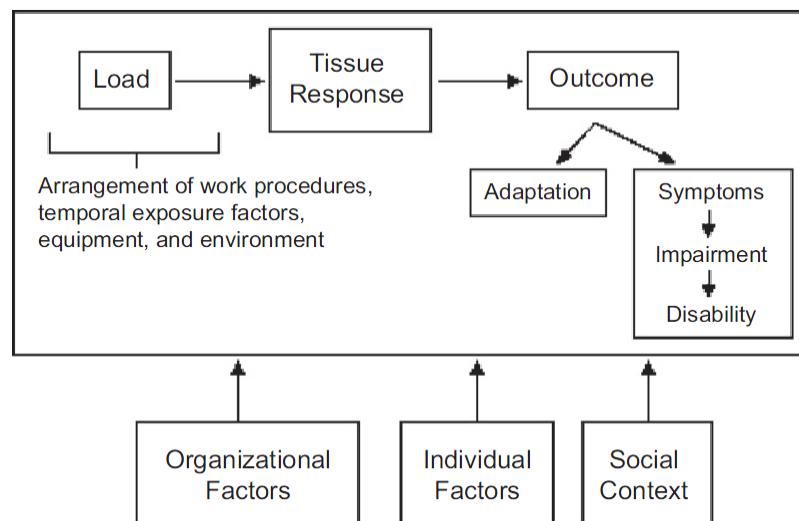 Load
Tissue
Response
Outcome
Arrangement of work procedures,
temporal exposure factors,
equipment, and environment
Adaptation
Symptoms
Impairment
Disability
Organizational
Factors
Individual
Factors
Social
Context